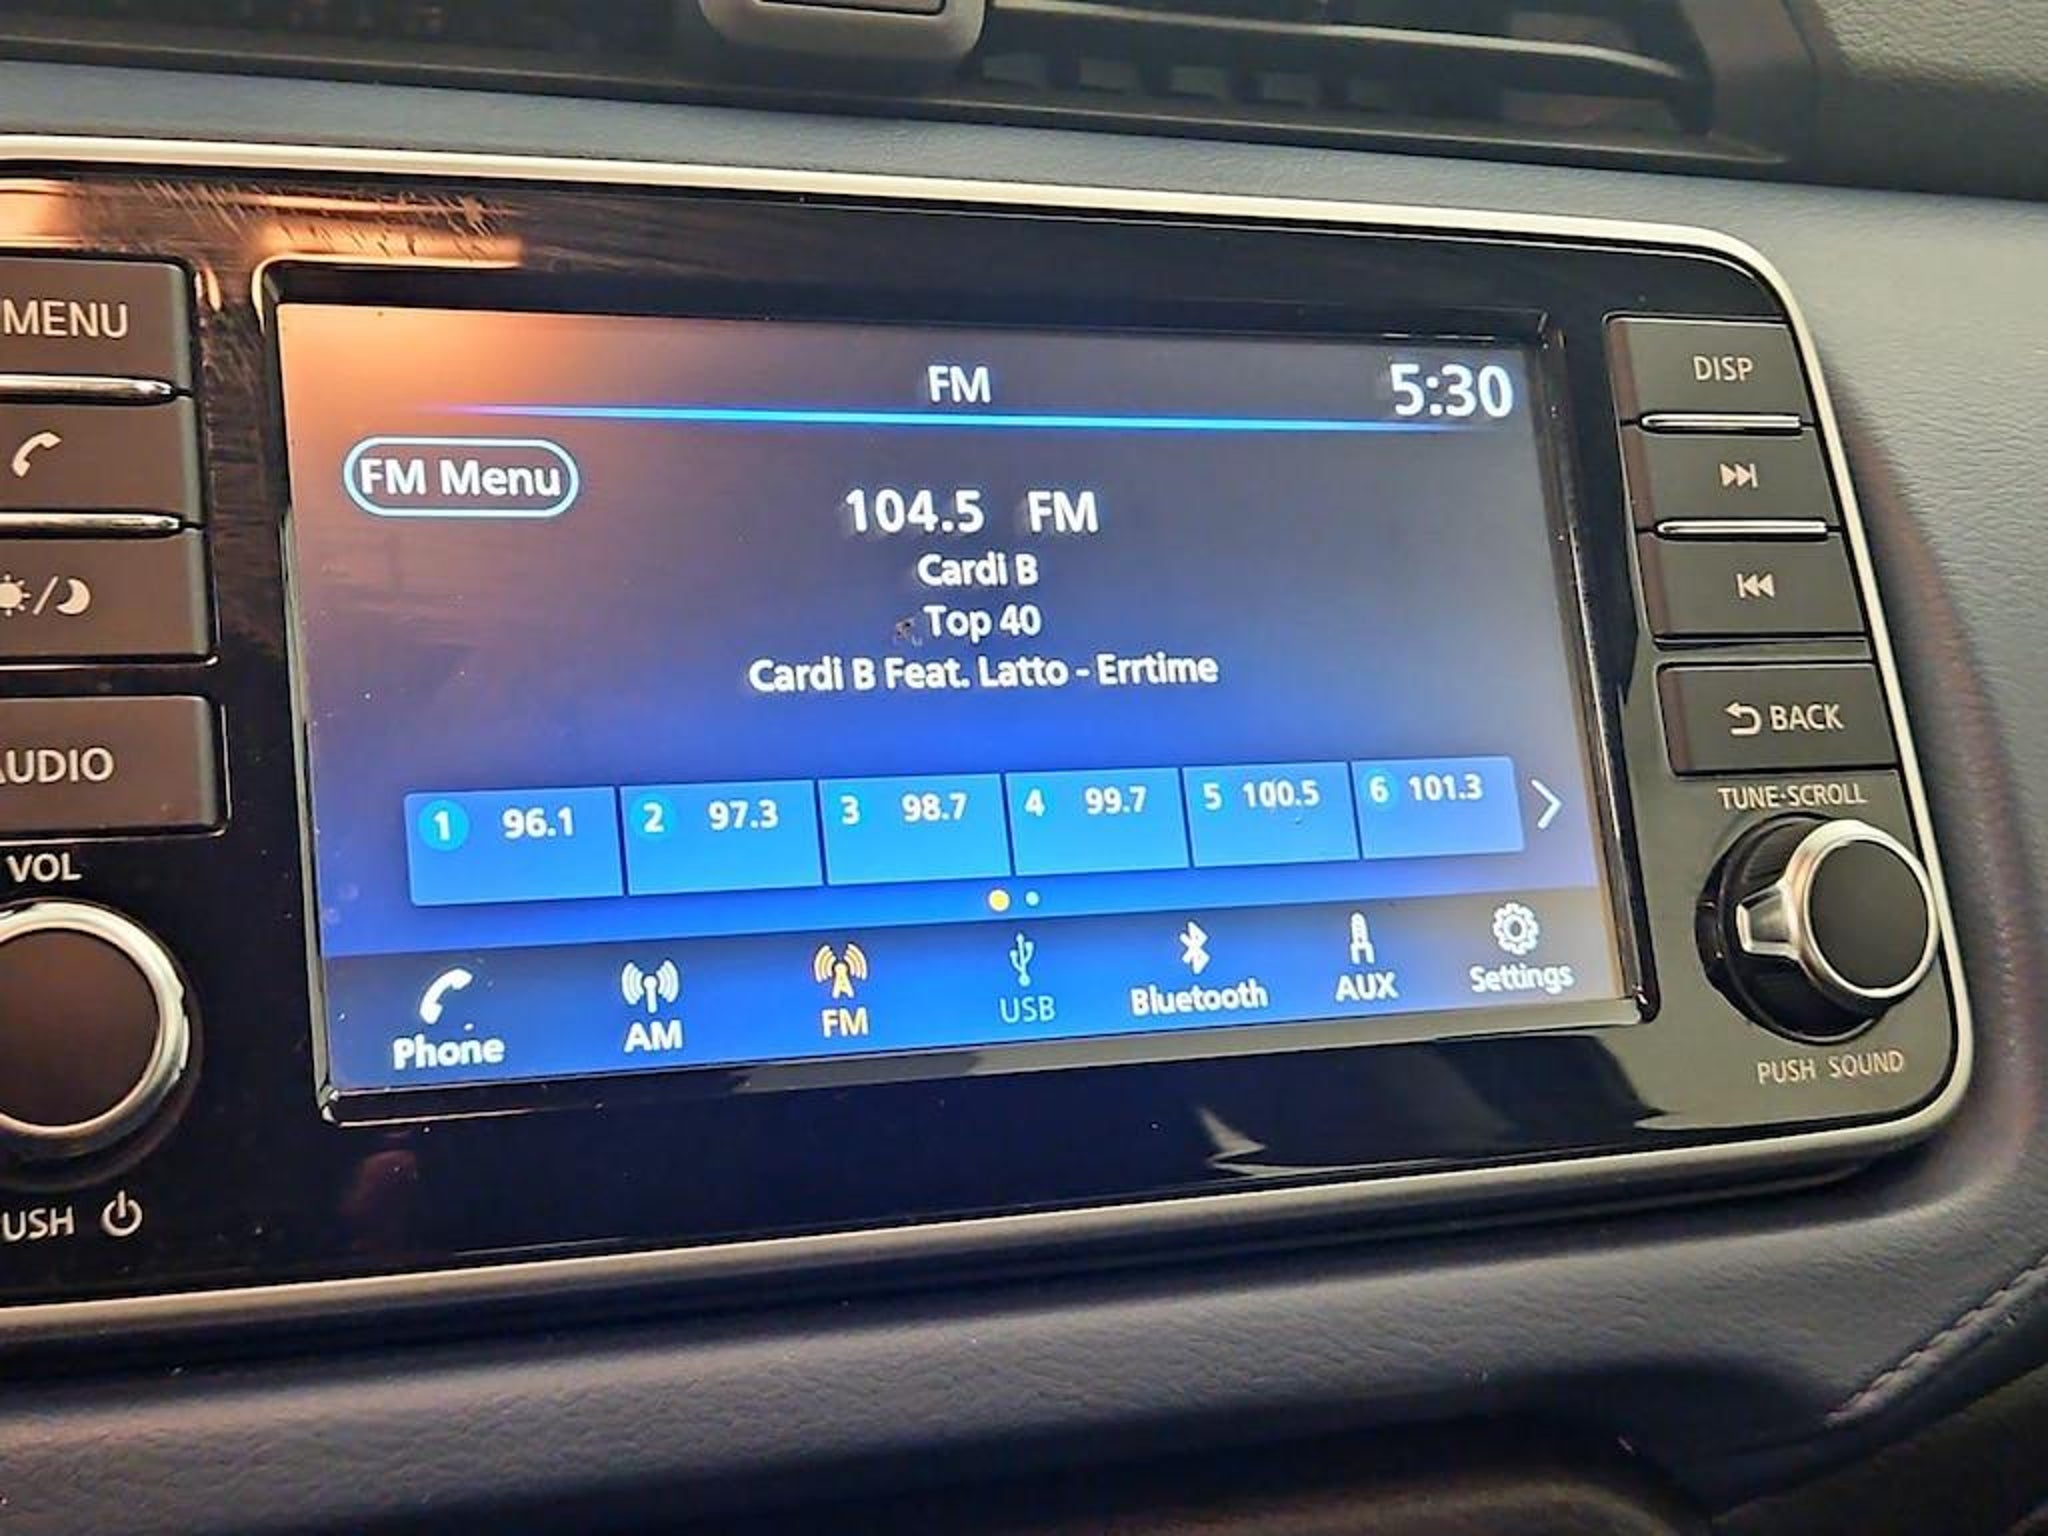 MENU
AUDIO
VOL
USH
FM
5:30
FM Menu
104.5 FM
Cardi B
Top 40
Cardi B Feat. Latto - Errtime
1 96.1
2 97.3
3 98.7
4 99.7
5 100.5
6 101.3
Phone
AM
FM
USB
Bluetooth
AUX
Settings
DISP
BACK
TUNE·SCROLL
PUSH SOUND